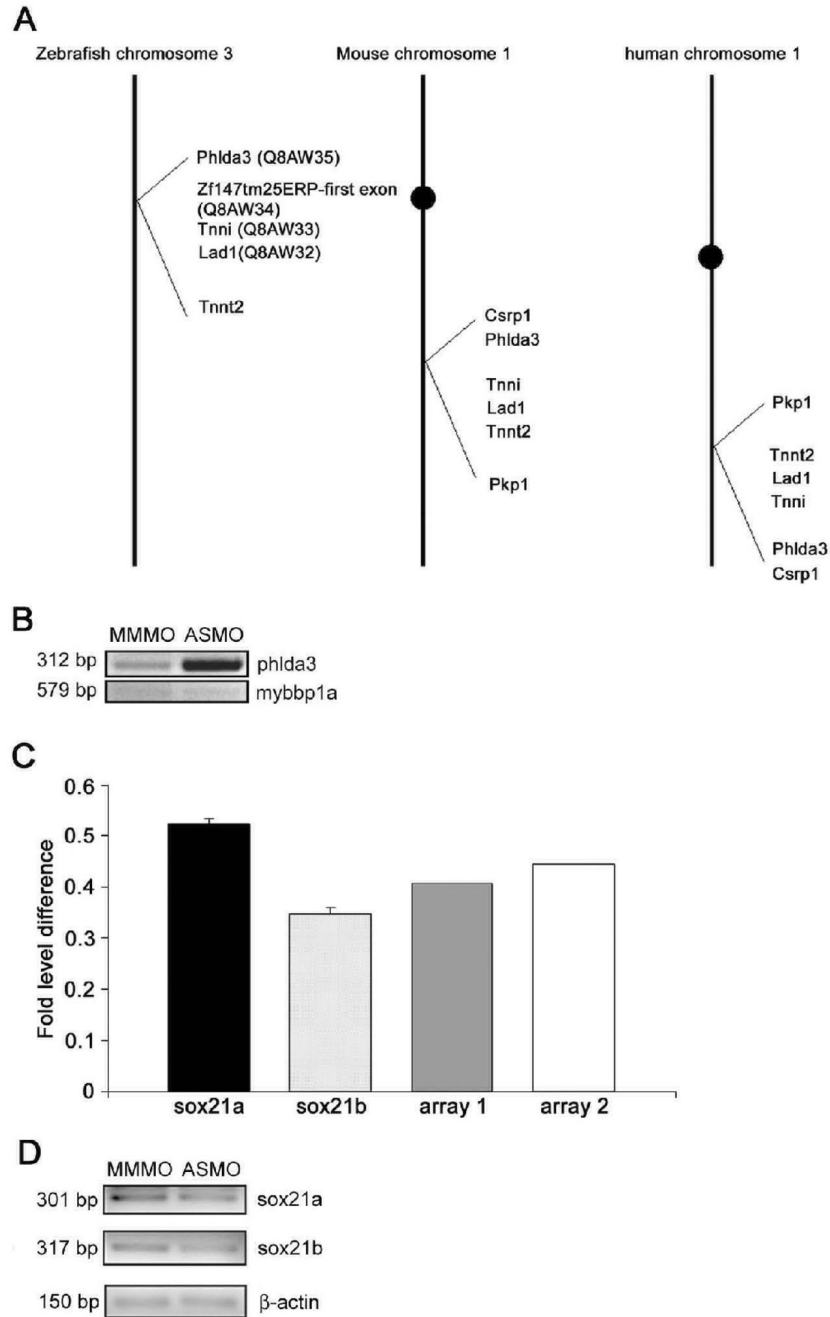 A
Zebrafish chromosome 3
Mouse chromosome 1
human chromosome 1
Phlda3 (Q8AW35)
Zf147tm25ERP-first exon
(Q8AW34)
Tnni (Q8AW33)
Lad1(Q8AW32)
Tnnt2
Csrp1
Phlda3
Tnni
Lad1
Tnnt2
Pkp1
Pkp1
Tnnt2
Lad1
Tnni
Phlda3
Csrp1
B
MMMO ASMO
312 bp phlda3
579 bp mybbp1a
C
Fold level difference
0.6
0.5
0.4
0.3
0.2
0.1
0
sox21a sox21b array 1 array 2
D
MMMO ASMO
301 bp sox21a
317 bp sox21b
150 bp β-actin